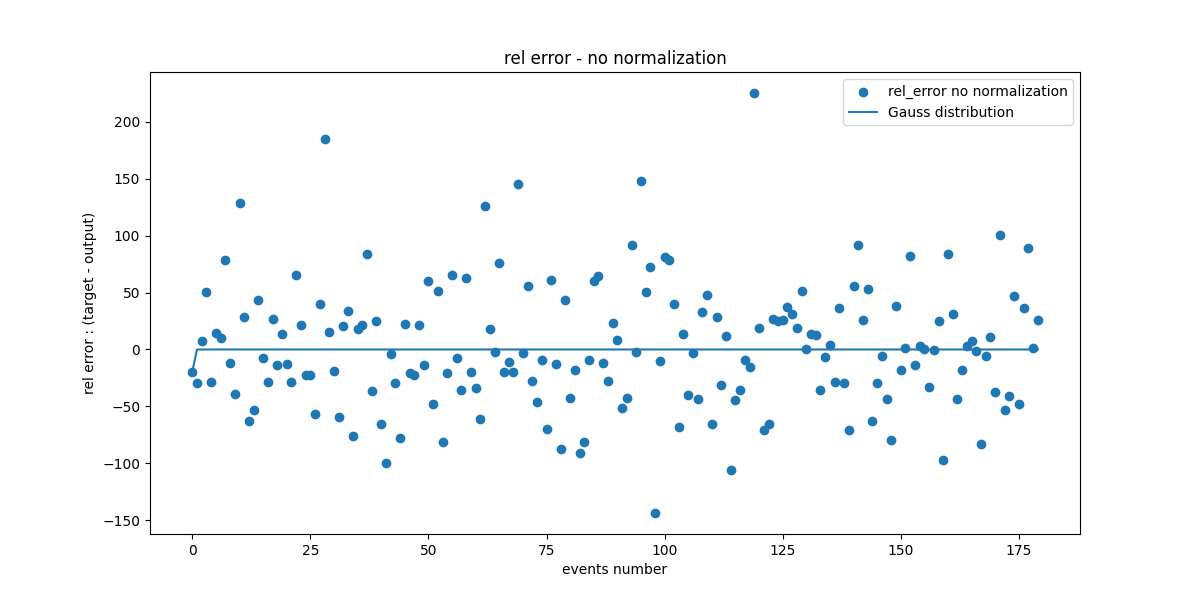 rel error - no normalization
rel_error no normalization
Gauss distribution
rel error : (target - output)
200
150
100
50
0
−50
−100
−150
0 25 50 75 100 125 150 175
events number